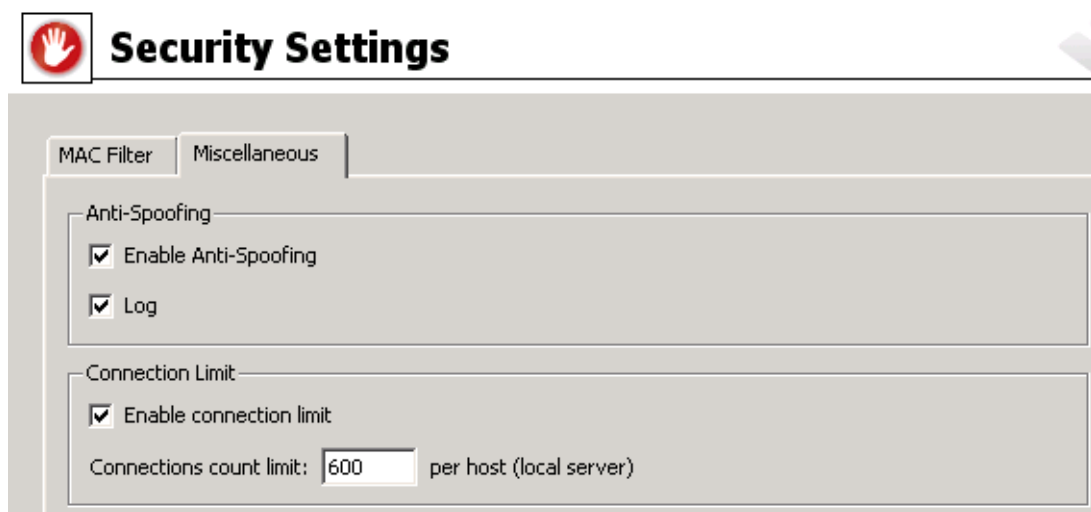 Security Settings
MAC Filter Miscellaneous
Anti-Spoofing
Enable Anti-Spoofing
Log
Connection Limit
Enable connection limit
Connections count limit: 600 per host (local server)